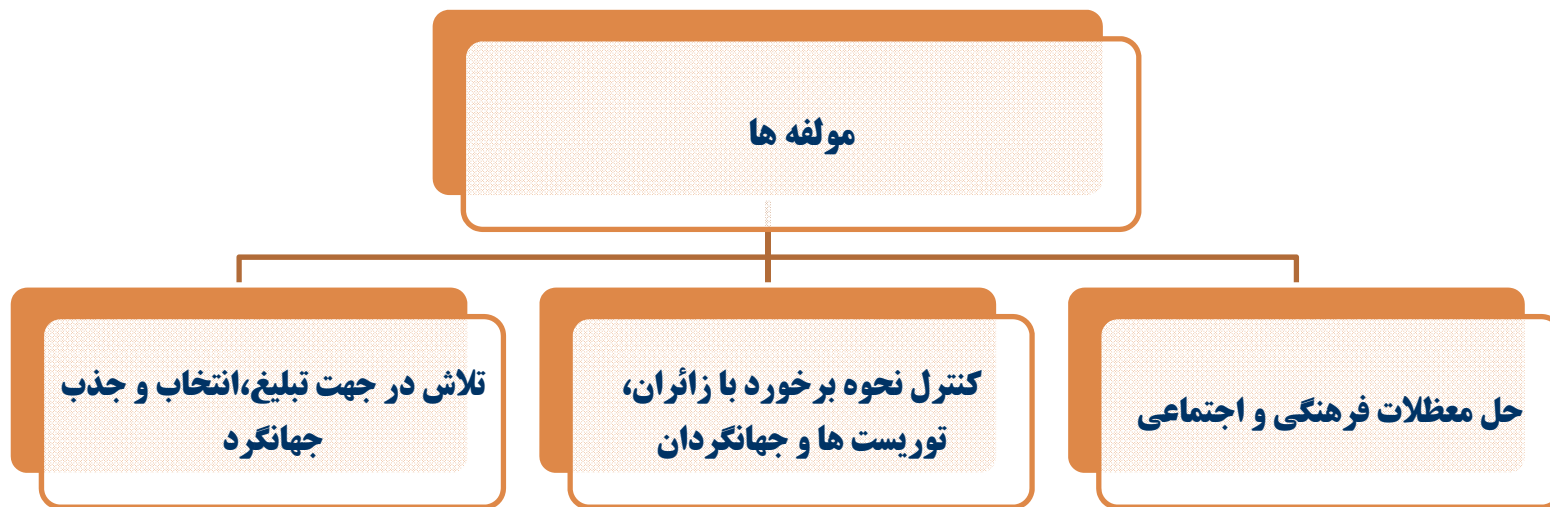 مولفه ها
حل معظلات فرهنگی و اجتماعی
کنترل نحوه برخورد با زائران،
توریست ها و جهانگردان
تلاش در جهت تبلیغ،انتخاب و جذب
جهانگرد